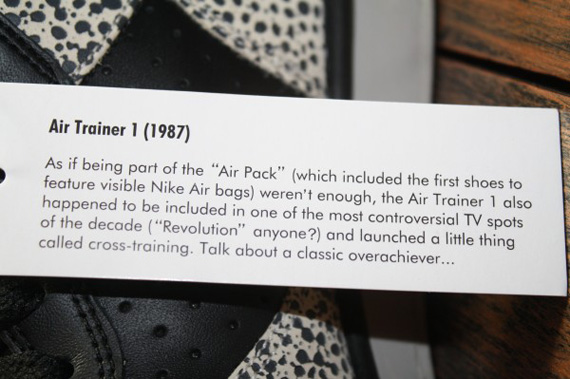 Air Trainer 1 (1987)
As if being part of the “Air Pack” (which included the first shoes to
feature visible Nike Air bags) weren’t enough, the Air Trainer 1 also
happened to be included in one of the most controversial TV spots
of the decade (“Revolution” anyone?) and launched a little thing
called cross-training. Talk about a classic overachiever...